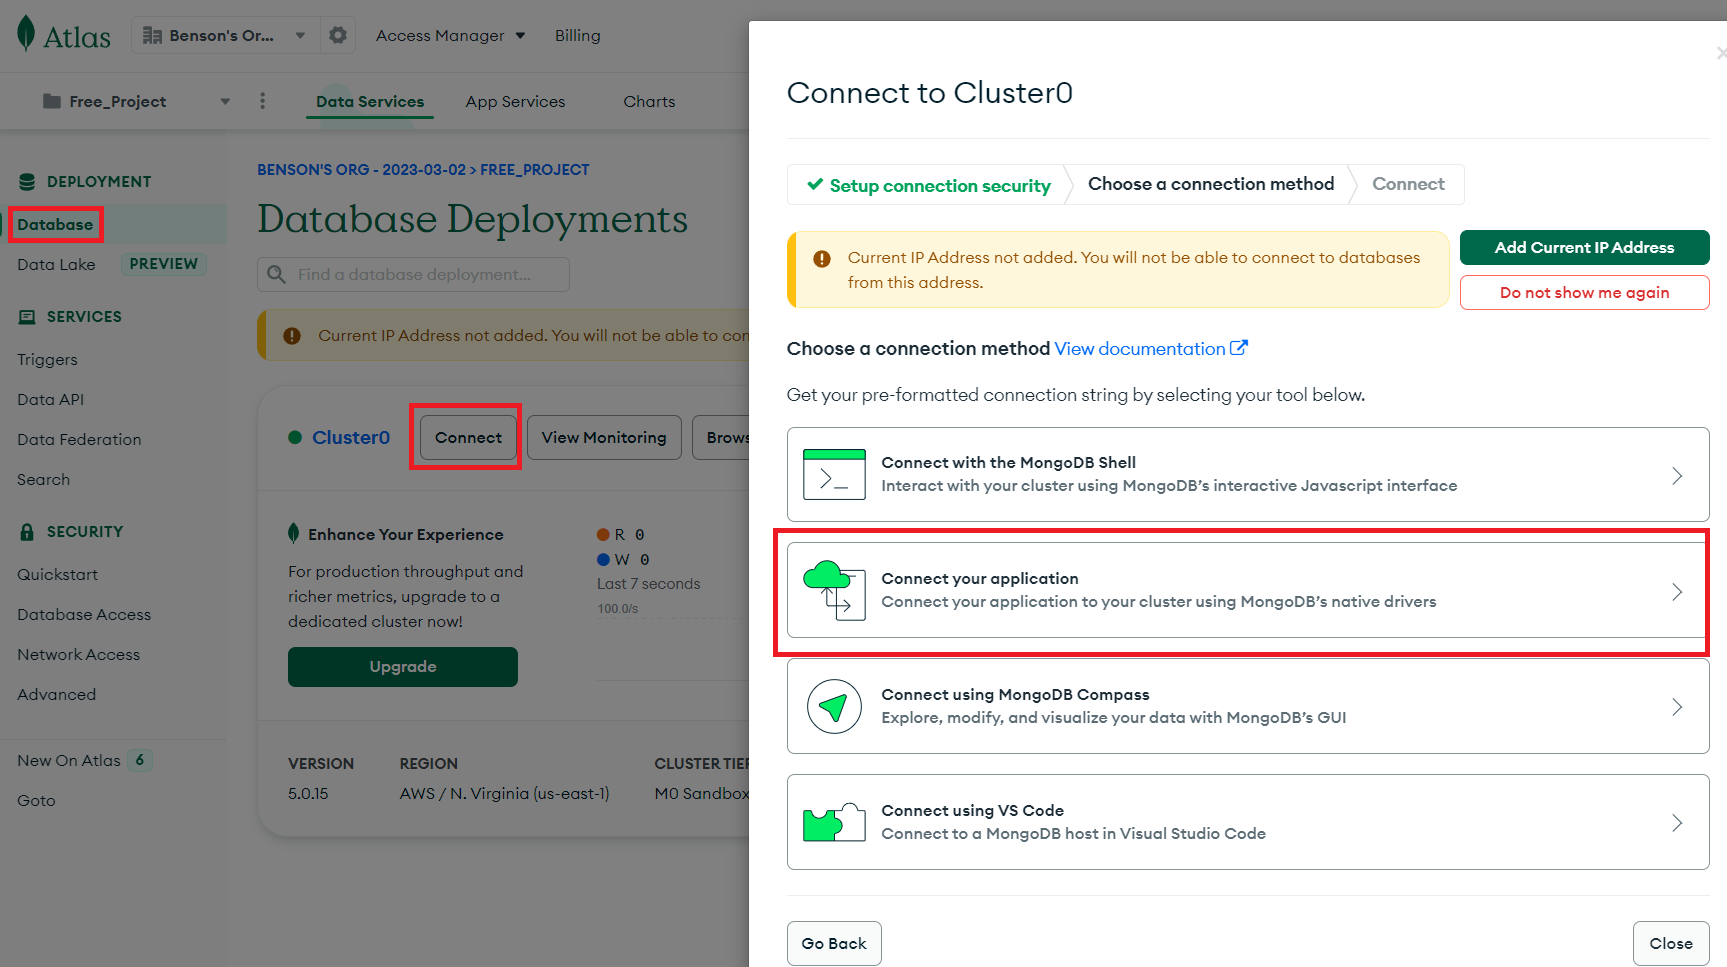 Atlas
Benson's Or...
Access Manager
Billing
Free_Project
Data Services
App Services
Charts
DEPLOYMENT
Database
Data Lake
PREVIEW
SERVICES
Triggers
Data API
Data Federation
Search
SECURITY
Quickstart
Database Access
Network Access
Advanced
New On Atlas 6
Goto
BENSON'S ORG - 2023-03-02 > FREE_PROJECT
Database Deployments
Find a database deployment...
Current IP Address not added. You will not be able to con
Cluster0
Connect
View Monitoring
Brows
Enhance Your Experience
For production throughput and
richer metrics, upgrade to a
dedicated cluster now!
Upgrade
R 0
W 0
Last 7 seconds
100.0/s
VERSION
5.0.15
REGION
AWS / N. Virginia (us-east-1)
CLUSTER TIER
M0 Sandbox
Connect to Cluster0
Setup connection security
Choose a connection method
Connect
Current IP Address not added. You will not be able to connect to databases
from this address.
Add Current IP Address
Do not show me again
Choose a connection method View documentation
Get your pre-formatted connection string by selecting your tool below.
Connect with the MongoDB Shell
Interact with your cluster using MongoDB's interactive Javascript interface
Connect your application
Connect your application to your cluster using MongoDB's native drivers
Connect using MongoDB Compass
Explore, modify, and visualize your data with MongoDB's GUI
Connect using VS Code
Connect to a MongoDB host in Visual Studio Code
Go Back
Close